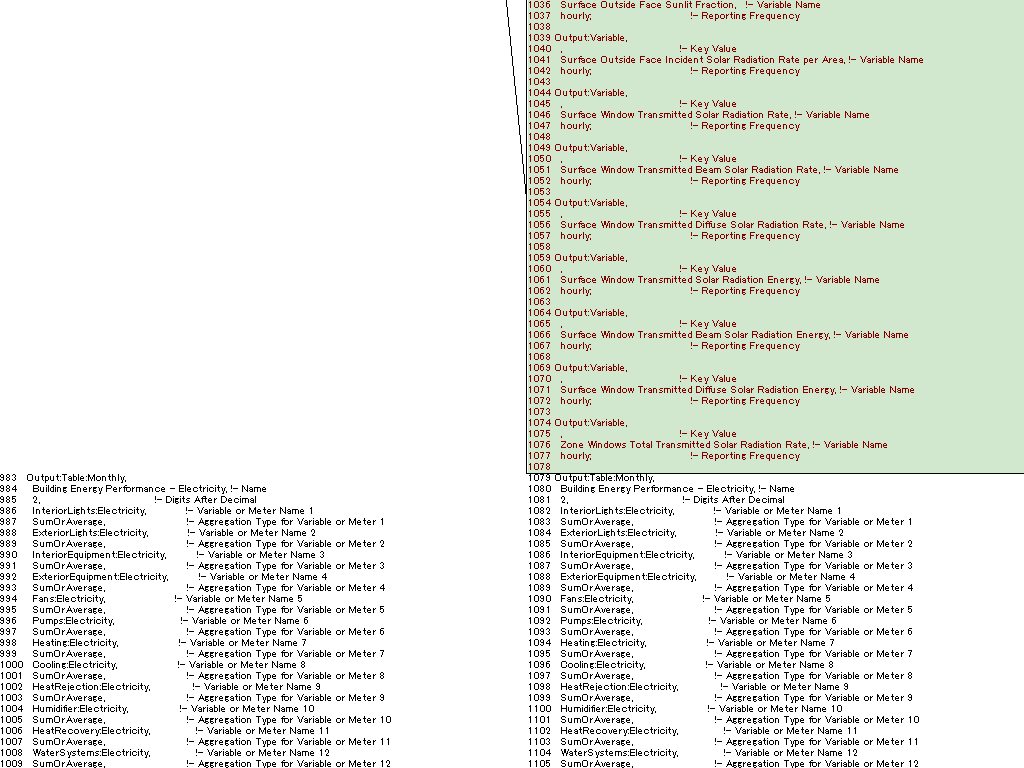 1036 Surface Outside Face Sunlit Fraction, !- Variable Name
1037 hourly; !- Reporting Frequency
1038
1039 Output:Variable,
1040 , !- Key Value
1041 Surface Outside Face Incident Solar Radiation Rate per Area, !- Variable Name
1042 hourly; !- Reporting Frequency
1043
1044 Output:Variable,
1045 , !- Key Value
1046 Surface Window Transmitted Solar Radiation Rate, !- Variable Name
1047 hourly; !- Reporting Frequency
1048
1049 Output:Variable,
1050 , !- Key Value
1051 Surface Window Transmitted Beam Solar Radiation Rate, !- Variable Name
1052 hourly; !- Reporting Frequency
1053
1054 Output:Variable,
1055 , !- Key Value
1056 Surface Window Transmitted Diffuse Solar Radiation Rate, !- Variable Name
1057 hourly; !- Reporting Frequency
1058
1059 Output:Variable,
1060 , !- Key Value
1061 Surface Window Transmitted Solar Radiation Energy, !- Variable Name
1062 hourly; !- Reporting Frequency
1063
1064 Output:Variable,
1065 , !- Key Value
1066 Surface Window Transmitted Beam Solar Radiation Energy, !- Variable Name
1067 hourly; !- Reporting Frequency
1068
1069 Output:Variable,
1070 , !- Key Value
1071 Surface Window Transmitted Diffuse Solar Radiation Energy, !- Variable Name
1072 hourly; !- Reporting Frequency
1073
1074 Output:Variable,
1075 , !- Key Value
1076 Zone Windows Total Transmitted Solar Radiation Rate, !- Variable Name
1077 hourly; !- Reporting Frequency
1078
983 Output:Table:Monthly,
984 Building Energy Performance - Electricity, !- Name
985 2, !- Digits After Decimal
986 InteriorLights:Electricity, !- Variable or Meter Name 1
987 SumOrAverage, !- Aggregation Type for Variable or Meter 1
988 ExteriorLights:Electricity, !- Variable or Meter Name 2
989 SumOrAverage, !- Aggregation Type for Variable or Meter 2
990 InteriorEquipment:Electricity, !- Variable or Meter Name 3
991 SumOrAverage, !- Aggregation Type for Variable or Meter 3
992 ExteriorEquipment:Electricity, !- Variable or Meter Name 4
993 SumOrAverage, !- Aggregation Type for Variable or Meter 4
994 Fans:Electricity, !- Variable or Meter Name 5
995 SumOrAverage, !- Aggregation Type for Variable or Meter 5
996 Pumps:Electricity, !- Variable or Meter Name 6
997 SumOrAverage, !- Aggregation Type for Variable or Meter 6
998 Heating:Electricity, !- Variable or Meter Name 7
999 SumOrAverage, !- Aggregation Type for Variable or Meter 7
1000 Cooling:Electricity, !- Variable or Meter Name 8
1001 SumOrAverage, !- Aggregation Type for Variable or Meter 8
1002 HeatRejection:Electricity, !- Variable or Meter Name 9
1003 SumOrAverage, !- Aggregation Type for Variable or Meter 9
1004 Humidifier:Electricity, !- Variable or Meter Name 10
1005 SumOrAverage, !- Aggregation Type for Variable or Meter 10
1006 HeatRecovery:Electricity, !- Variable or Meter Name 11
1007 SumOrAverage, !- Aggregation Type for Variable or Meter 11
1008 WaterSystems:Electricity, !- Variable or Meter Name 12
1009 SumOrAverage, !- Aggregation Type for Variable or Meter 12
1079 Output:Table:Monthly,
1080 Building Energy Performance - Electricity, !- Name
1081 2, !- Digits After Decimal
1082 InteriorLights:Electricity, !- Variable or Meter Name 1
1083 SumOrAverage, !- Aggregation Type for Variable or Meter 1
1084 ExteriorLights:Electricity, !- Variable or Meter Name 2
1085 SumOrAverage, !- Aggregation Type for Variable or Meter 2
1086 InteriorEquipment:Electricity, !- Variable or Meter Name 3
1087 SumOrAverage, !- Aggregation Type for Variable or Meter 3
1088 ExteriorEquipment:Electricity, !- Variable or Meter Name 4
1089 SumOrAverage, !- Aggregation Type for Variable or Meter 4
1090 Fans:Electricity, !- Variable or Meter Name 5
1091 SumOrAverage, !- Aggregation Type for Variable or Meter 5
1092 Pumps:Electricity, !- Variable or Meter Name 6
1093 SumOrAverage, !- Aggregation Type for Variable or Meter 6
1094 Heating:Electricity, !- Variable or Meter Name 7
1095 SumOrAverage, !- Aggregation Type for Variable or Meter 7
1096 Cooling:Electricity, !- Variable or Meter Name 8
1097 SumOrAverage, !- Aggregation Type for Variable or Meter 8
1098 HeatRejection:Electricity, !- Variable or Meter Name 9
1099 SumOrAverage, !- Aggregation Type for Variable or Meter 9
1100 Humidifier:Electricity, !- Variable or Meter Name 10
1101 SumOrAverage, !- Aggregation Type for Variable or Meter 10
1102 HeatRecovery:Electricity, !- Variable or Meter Name 11
1103 SumOrAverage, !- Aggregation Type for Variable or Meter 11
1104 WaterSystems:Electricity, !- Variable or Meter Name 12
1105 SumOrAverage, !- Aggregation Type for Variable or Meter 12